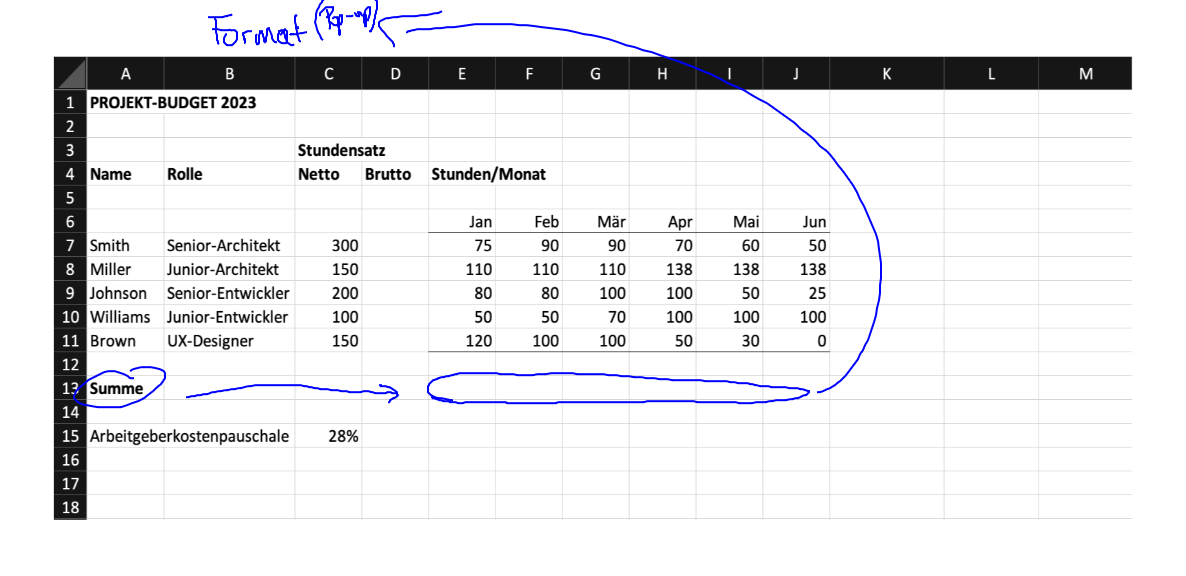 Format (Pop-up)
A B C D E F G H I J K L M
1 PROJEKT-BUDGET 2023
2
3 Stundensatz
4 Name Rolle Netto Brutto Stunden/Monat
5
6 Jan Feb Mär Apr Mai Jun
7 Smith Senior-Architekt 300 75 90 90 70 60 50
8 Miller Junior-Architekt 150 110 110 110 138 138 138
9 Johnson Senior-Entwickler 200 80 80 100 100 50 25
10 Williams Junior-Entwickler 100 50 50 70 100 100 100
11 Brown UX-Designer 150 120 100 100 50 30 0
12
13 Summe
14
15 Arbeitgeberkostenpauschale 28%
16
17
18